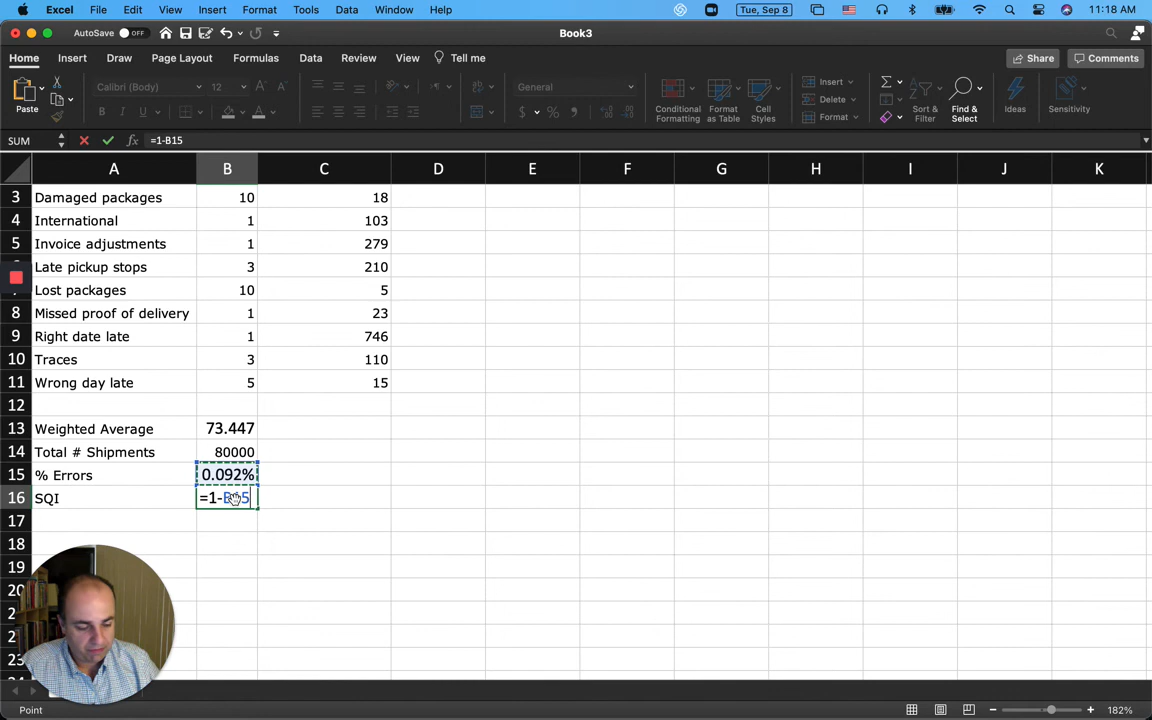 Excel File Edit View Insert Format Tools Data Window Help Tue, Sep 8 11:18 AM
AutoSave OFF Book3
Home Insert Draw Page Layout Formulas Data Review View Tell me Share Comments
Paste Calibri (Body) 12 General Conditional Formatting Format as Table Cell Styles Insert Delete Format Sort & Filter Find & Select Ideas Sensitivity
SUM fx =1-B15
A B C D E F G H I J K
3 Damaged packages 10 18
4 International 1 103
5 Invoice adjustments 1 279
Late pickup stops 3 210
Lost packages 10 5
8 Missed proof of delivery 1 23
9 Right date late 1 746
10 Traces 3 110
11 Wrong day late 5 15
12
13 Weighted Average 73.447
14 Total # Shipments 80000
15 % Errors 0.092%
16 SQI =1-B15
17
18
19
20
2
2
23
Point 182%